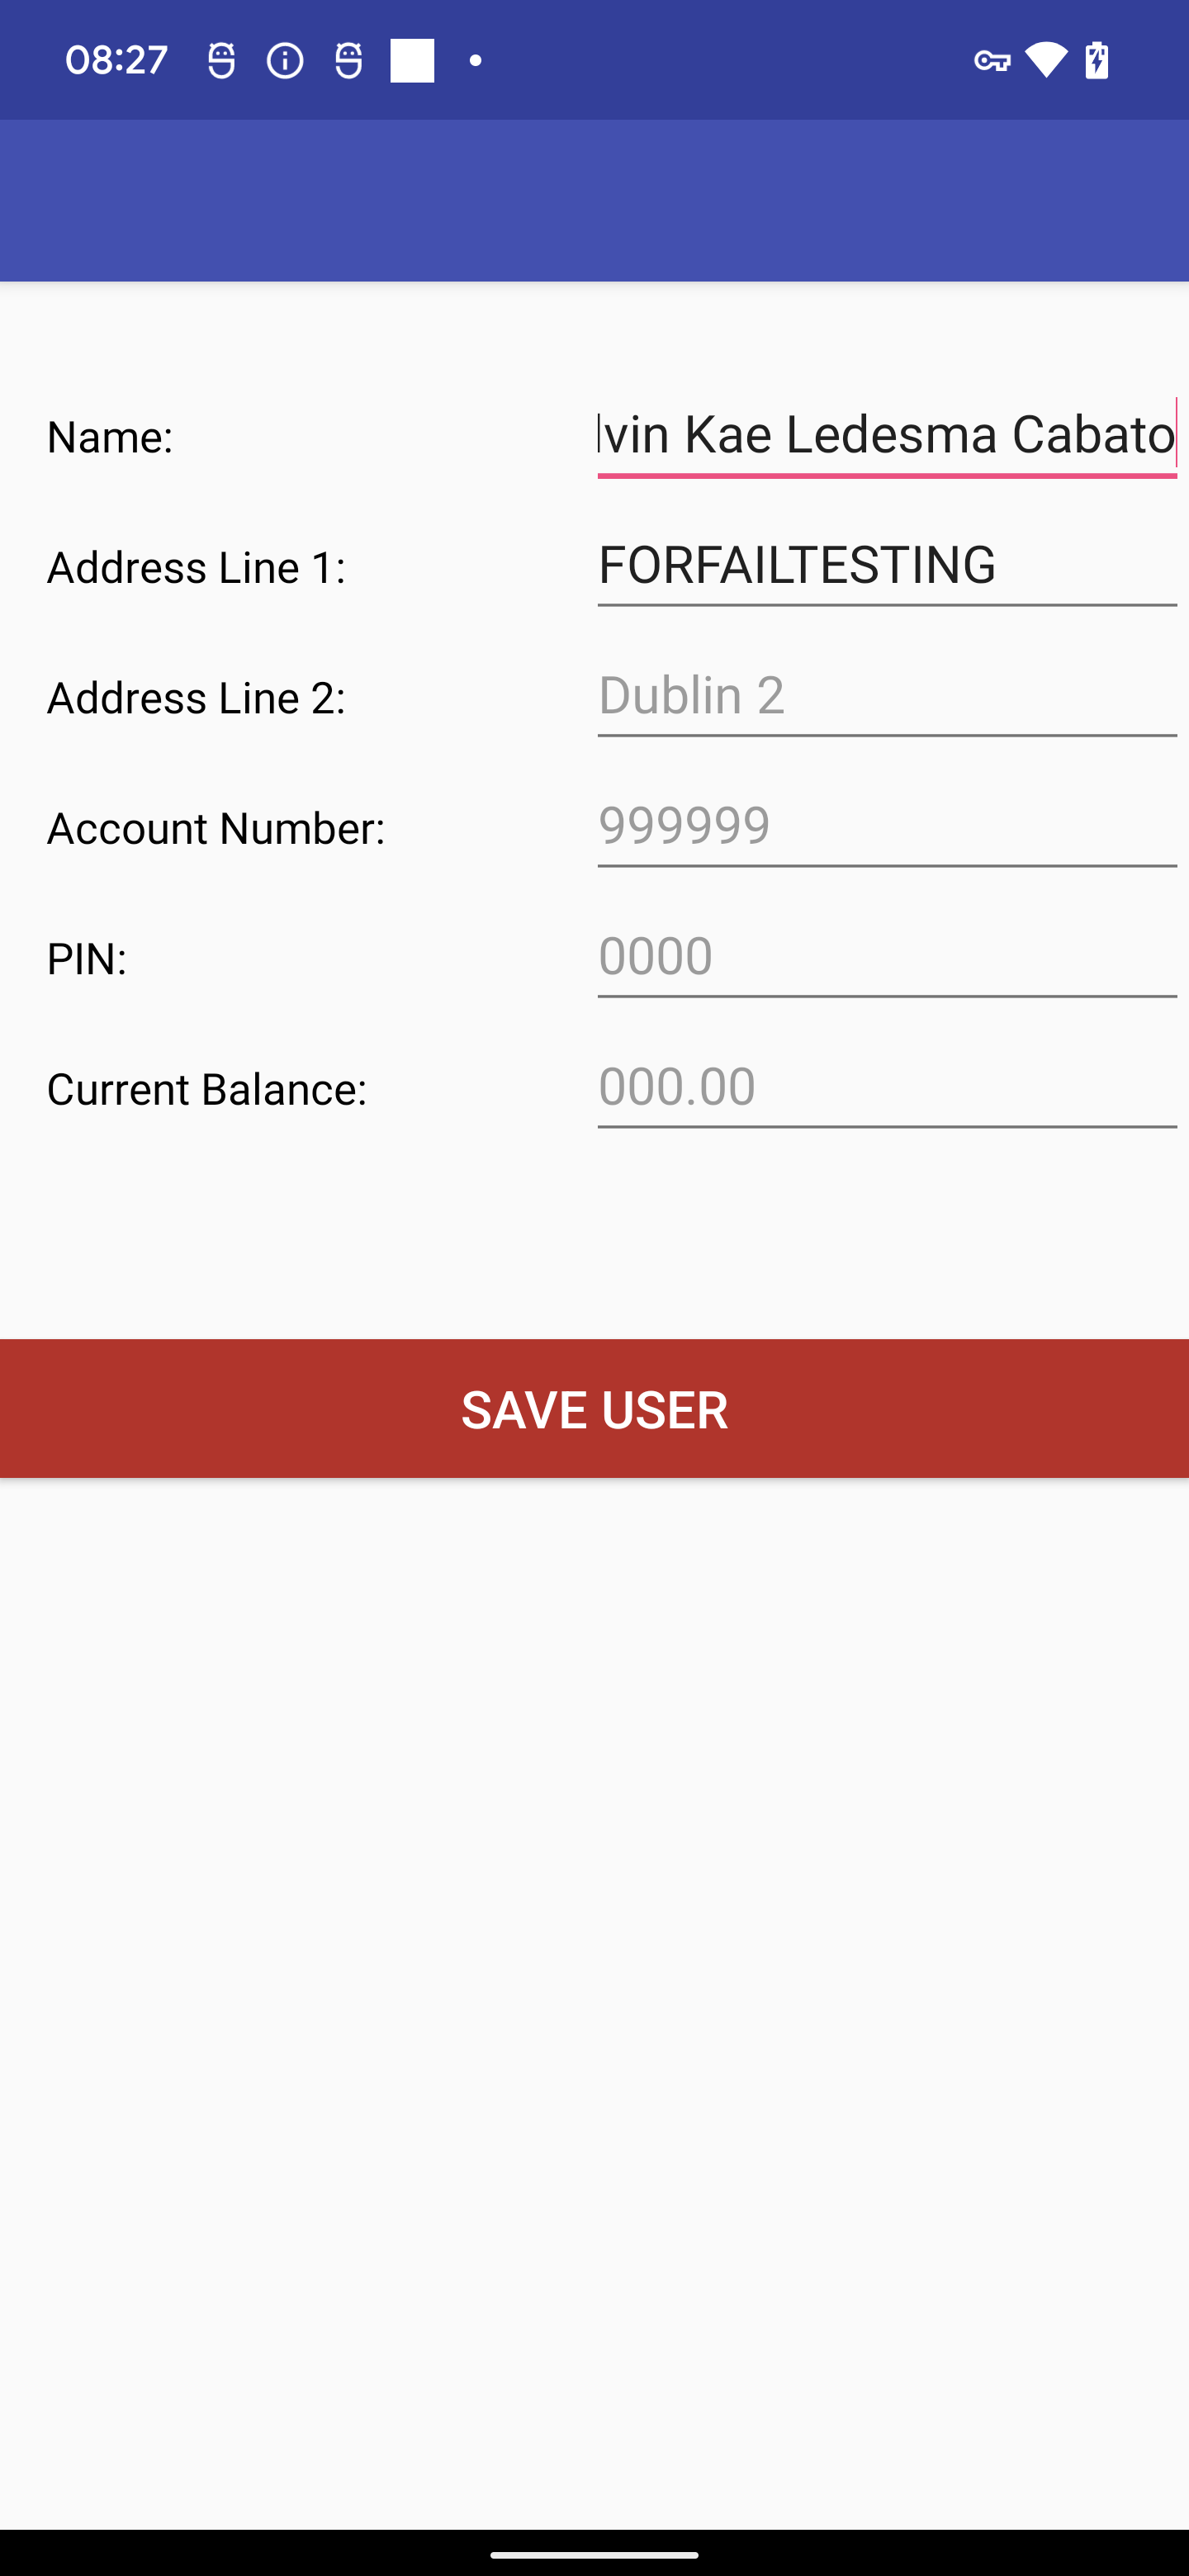 08:27
Name: lvin Kae Ledesma Cabato
Address Line 1: FORFAILTESTING
Address Line 2: Dublin 2
Account Number: 999999
PIN: 0000
Current Balance: 000.00
SAVE USER